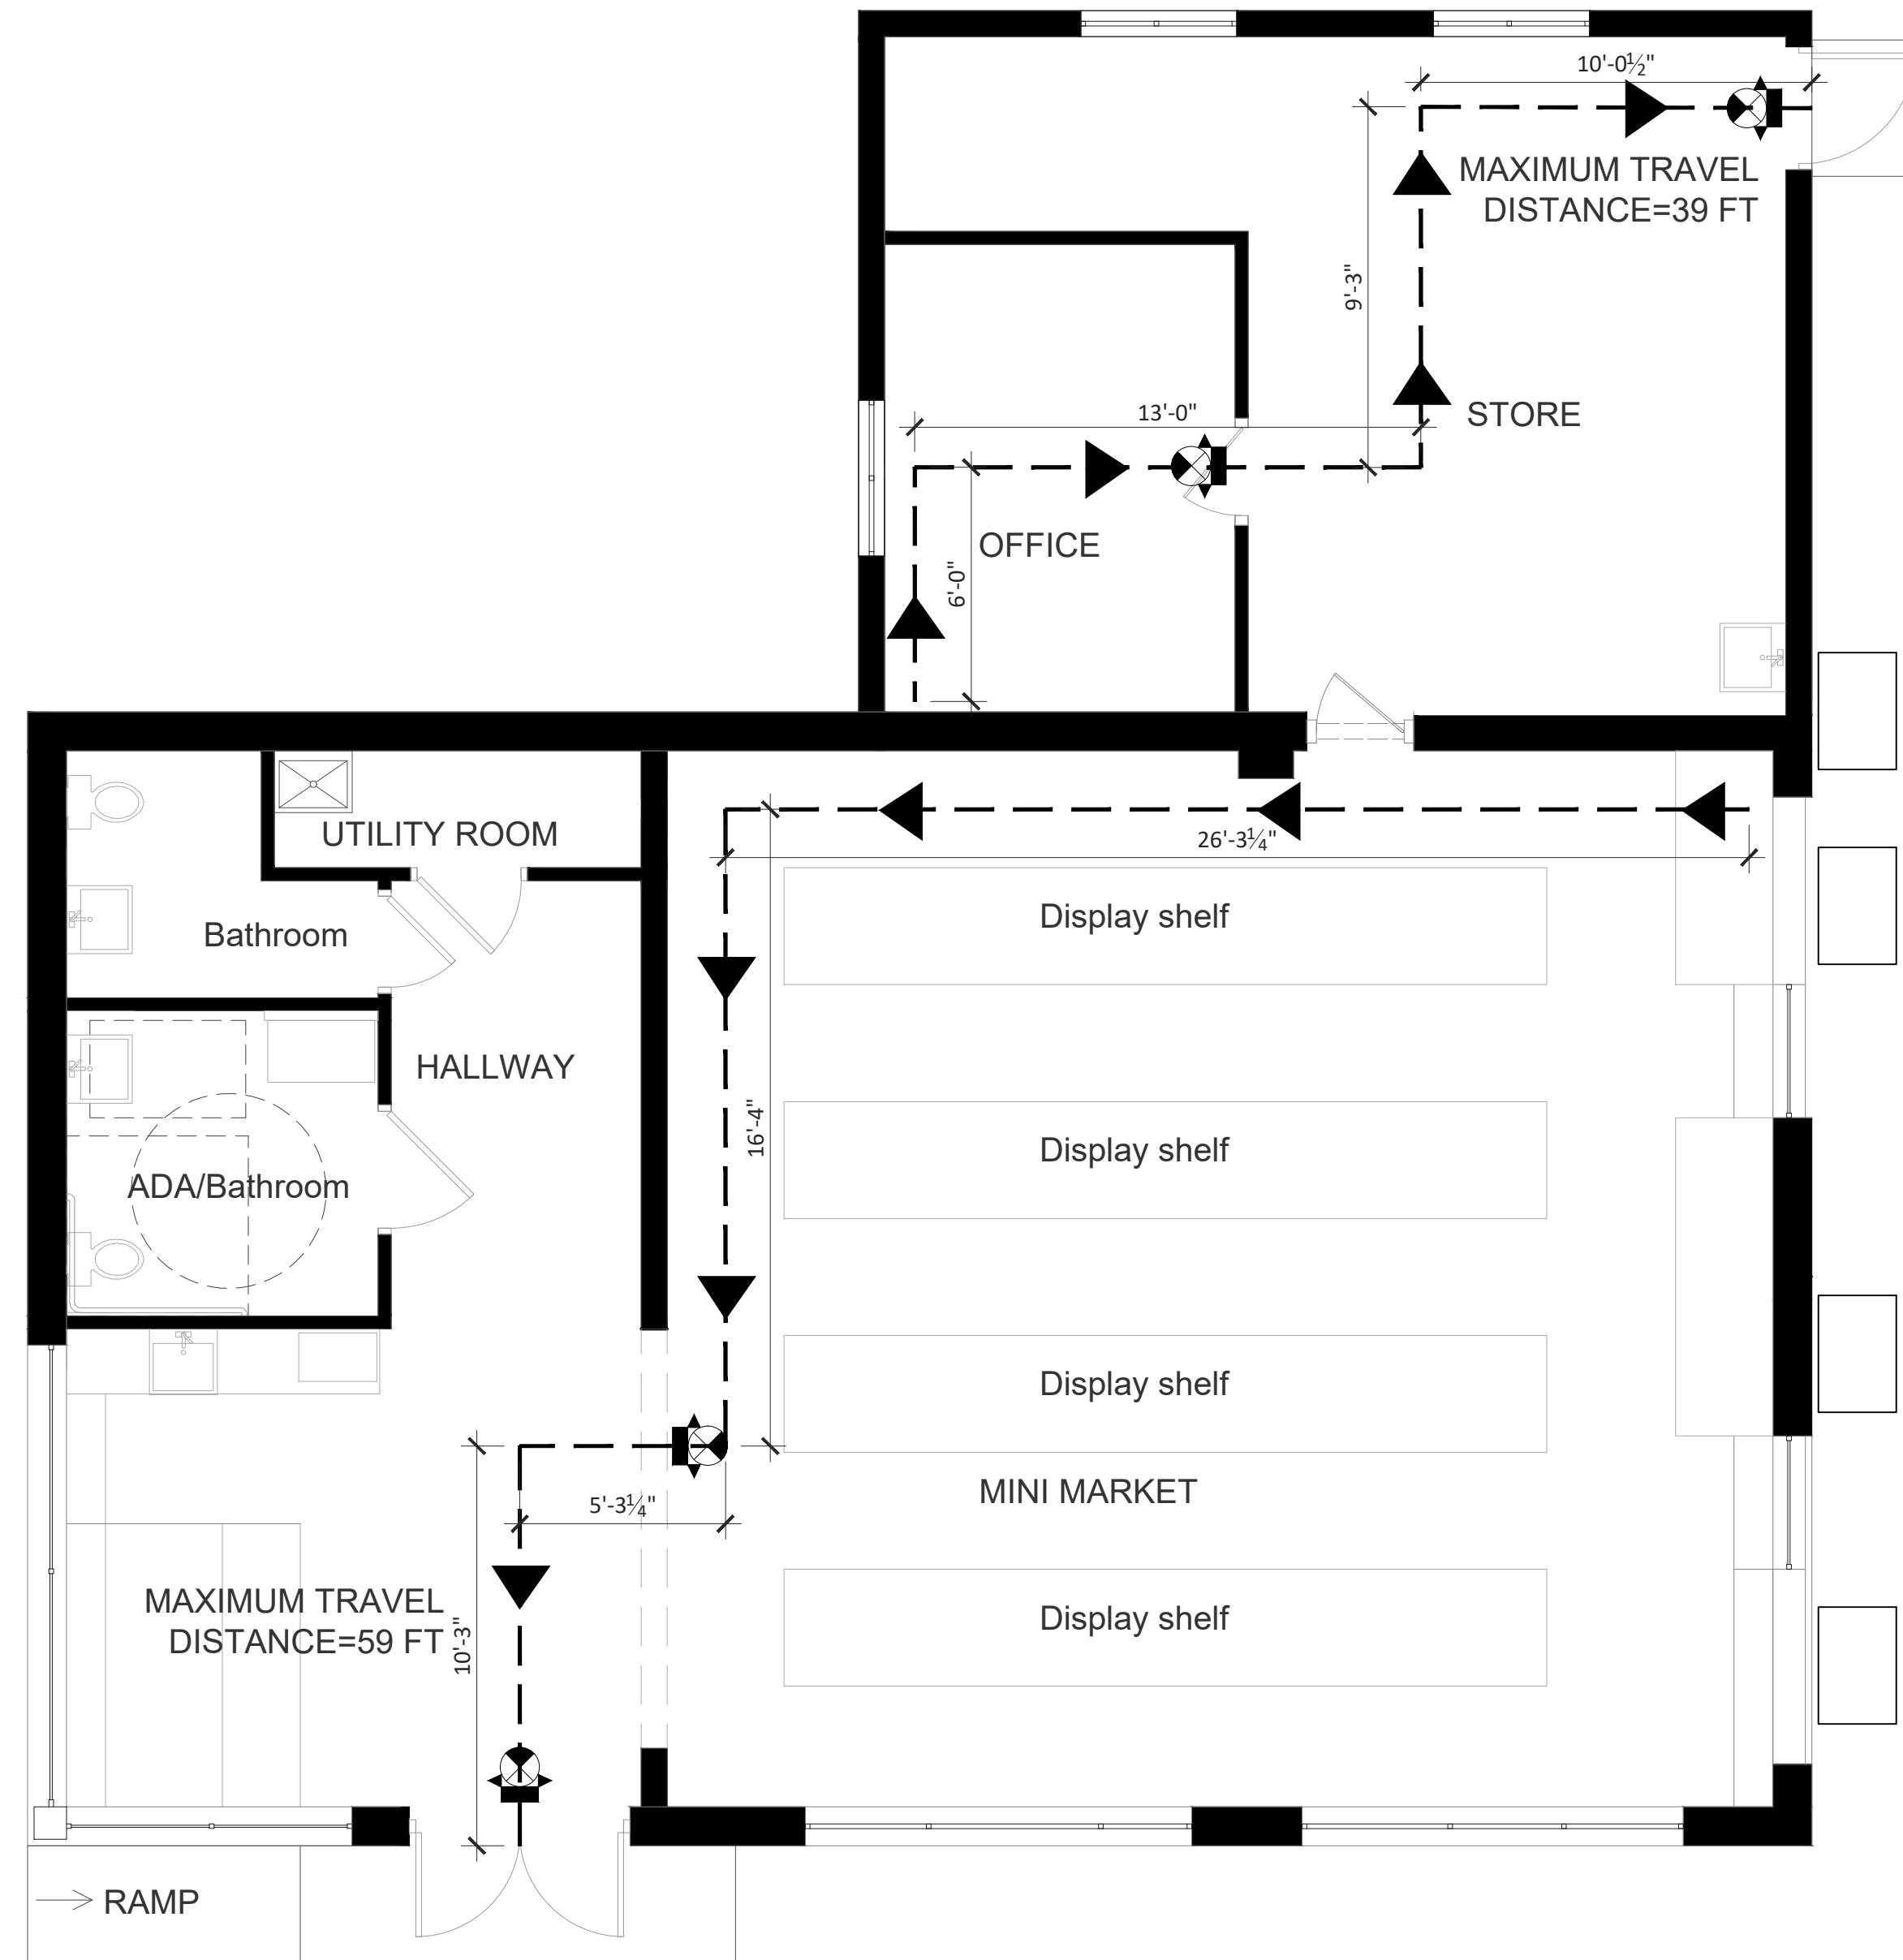 10'-0½"
MAXIMUM TRAVEL
DISTANCE=39 FT
9'-3"
STORE
13'-0"
OFFICE
6'-0"
UTILITY ROOM
26'-3¼"
Display shelf
Bathroom
HALLWAY
16'-4"
Display shelf
ADA/Bathroom
Display shelf
MINI MARKET
5'-3¼"
MAXIMUM TRAVEL
DISTANCE=59 FT
10'-3"
Display shelf
RAMP